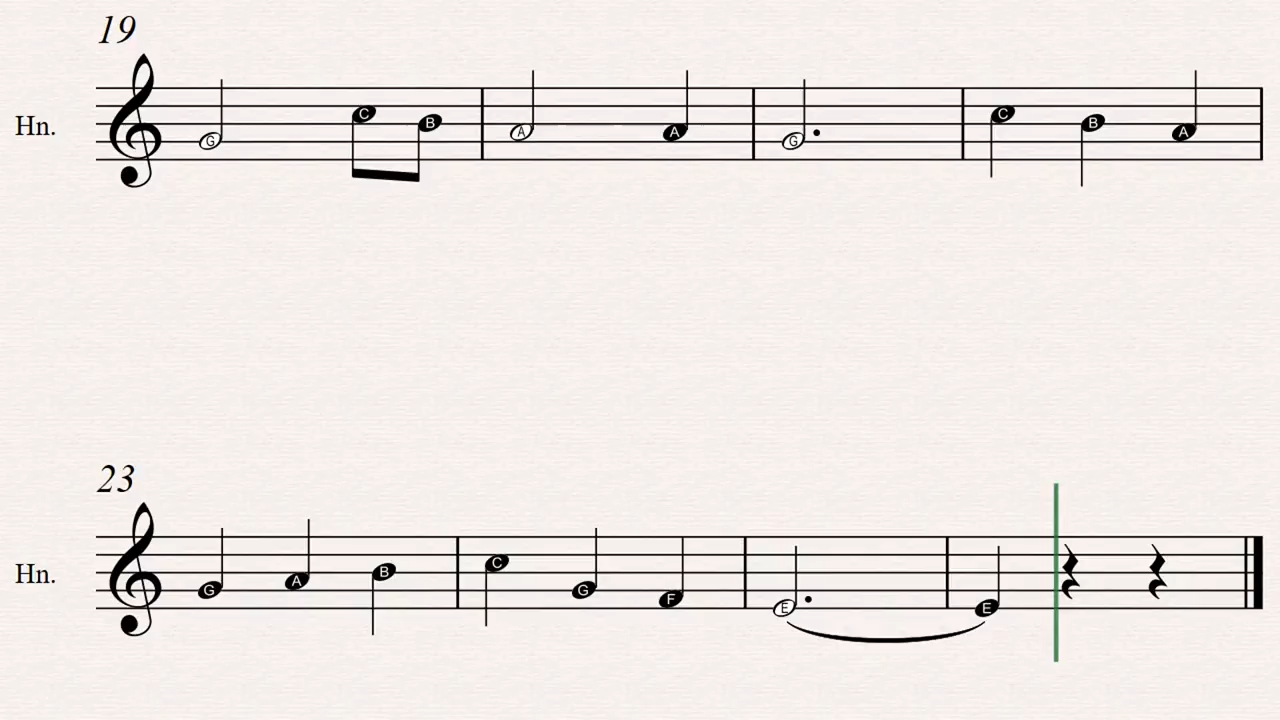 19
Hn. G C B A A G C B A
23
Hn. G A B C G F E E